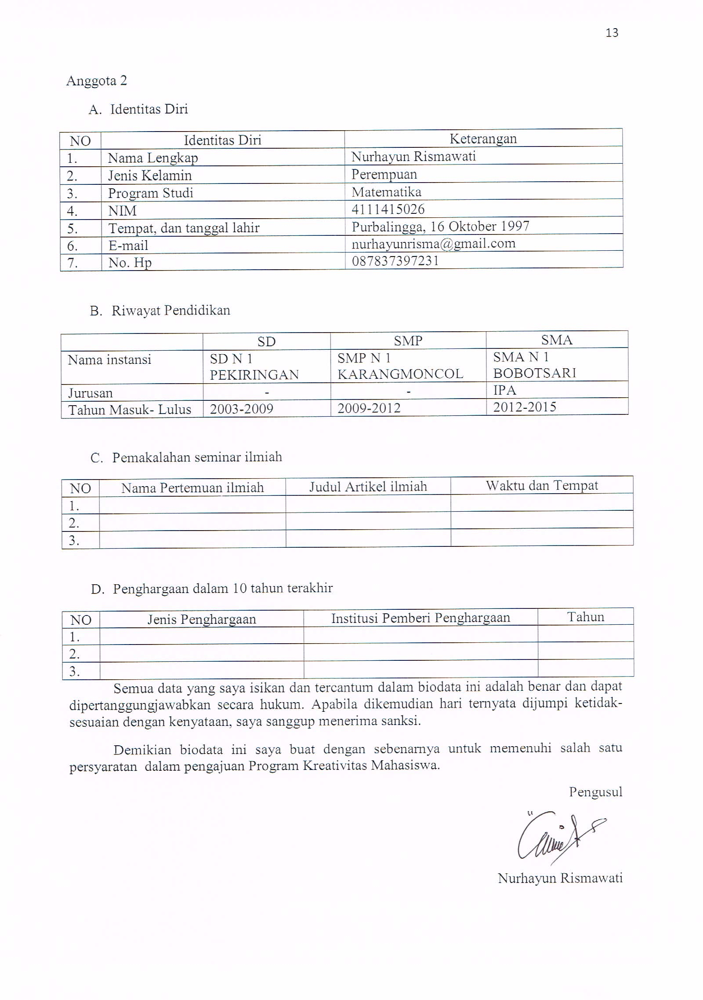 13
Anggota 2
A. Identitas Diri
NO Identitas Diri Keterangan
1. Nama Lengkap Nurhayun Rismawati
2. Jenis Kelamin Perempuan
3. Program Studi Matematika
4. NIM 4111415026
5. Tempat, dan tanggal lahir Purbalingga, 16 Oktober 1997
6. E-mail nurhayunrisma@gmail.com
7. No. Hp 087837397231
B. Riwayat Pendidikan
SD SMP SMA
Nama instansi SD N 1 SMP N 1 SMA N 1
PEKIRINGAN KARANGMONCOL BOBOTSARI
Jurusan - - IPA
Tahun Masuk- Lulus 2003-2009 2009-2012 2012-2015
C. Pemakalahan seminar ilmiah
NO Nama Pertemuan ilmiah Judul Artikel ilmiah Waktu dan Tempat
1.
2.
3.
D. Penghargaan dalam 10 tahun terakhir
NO Jenis Penghargaan Institusi Pemberi Penghargaan Tahun
1.
2.
3.
Semua data yang saya isikan dan tercantum dalam biodata ini adalah benar dan dapat
dipertanggungjawabkan secara hukum. Apabila dikemudian hari ternyata dijumpi ketidak-
sesuaian dengan kenyataan, saya sanggup menerima sanksi.
Demikian biodata ini saya buat dengan sebenarnya untuk memenuhi salah satu
persyaratan dalam pengajuan Program Kreativitas Mahasiswa.
Pengusul
Nurhayun Rismawati